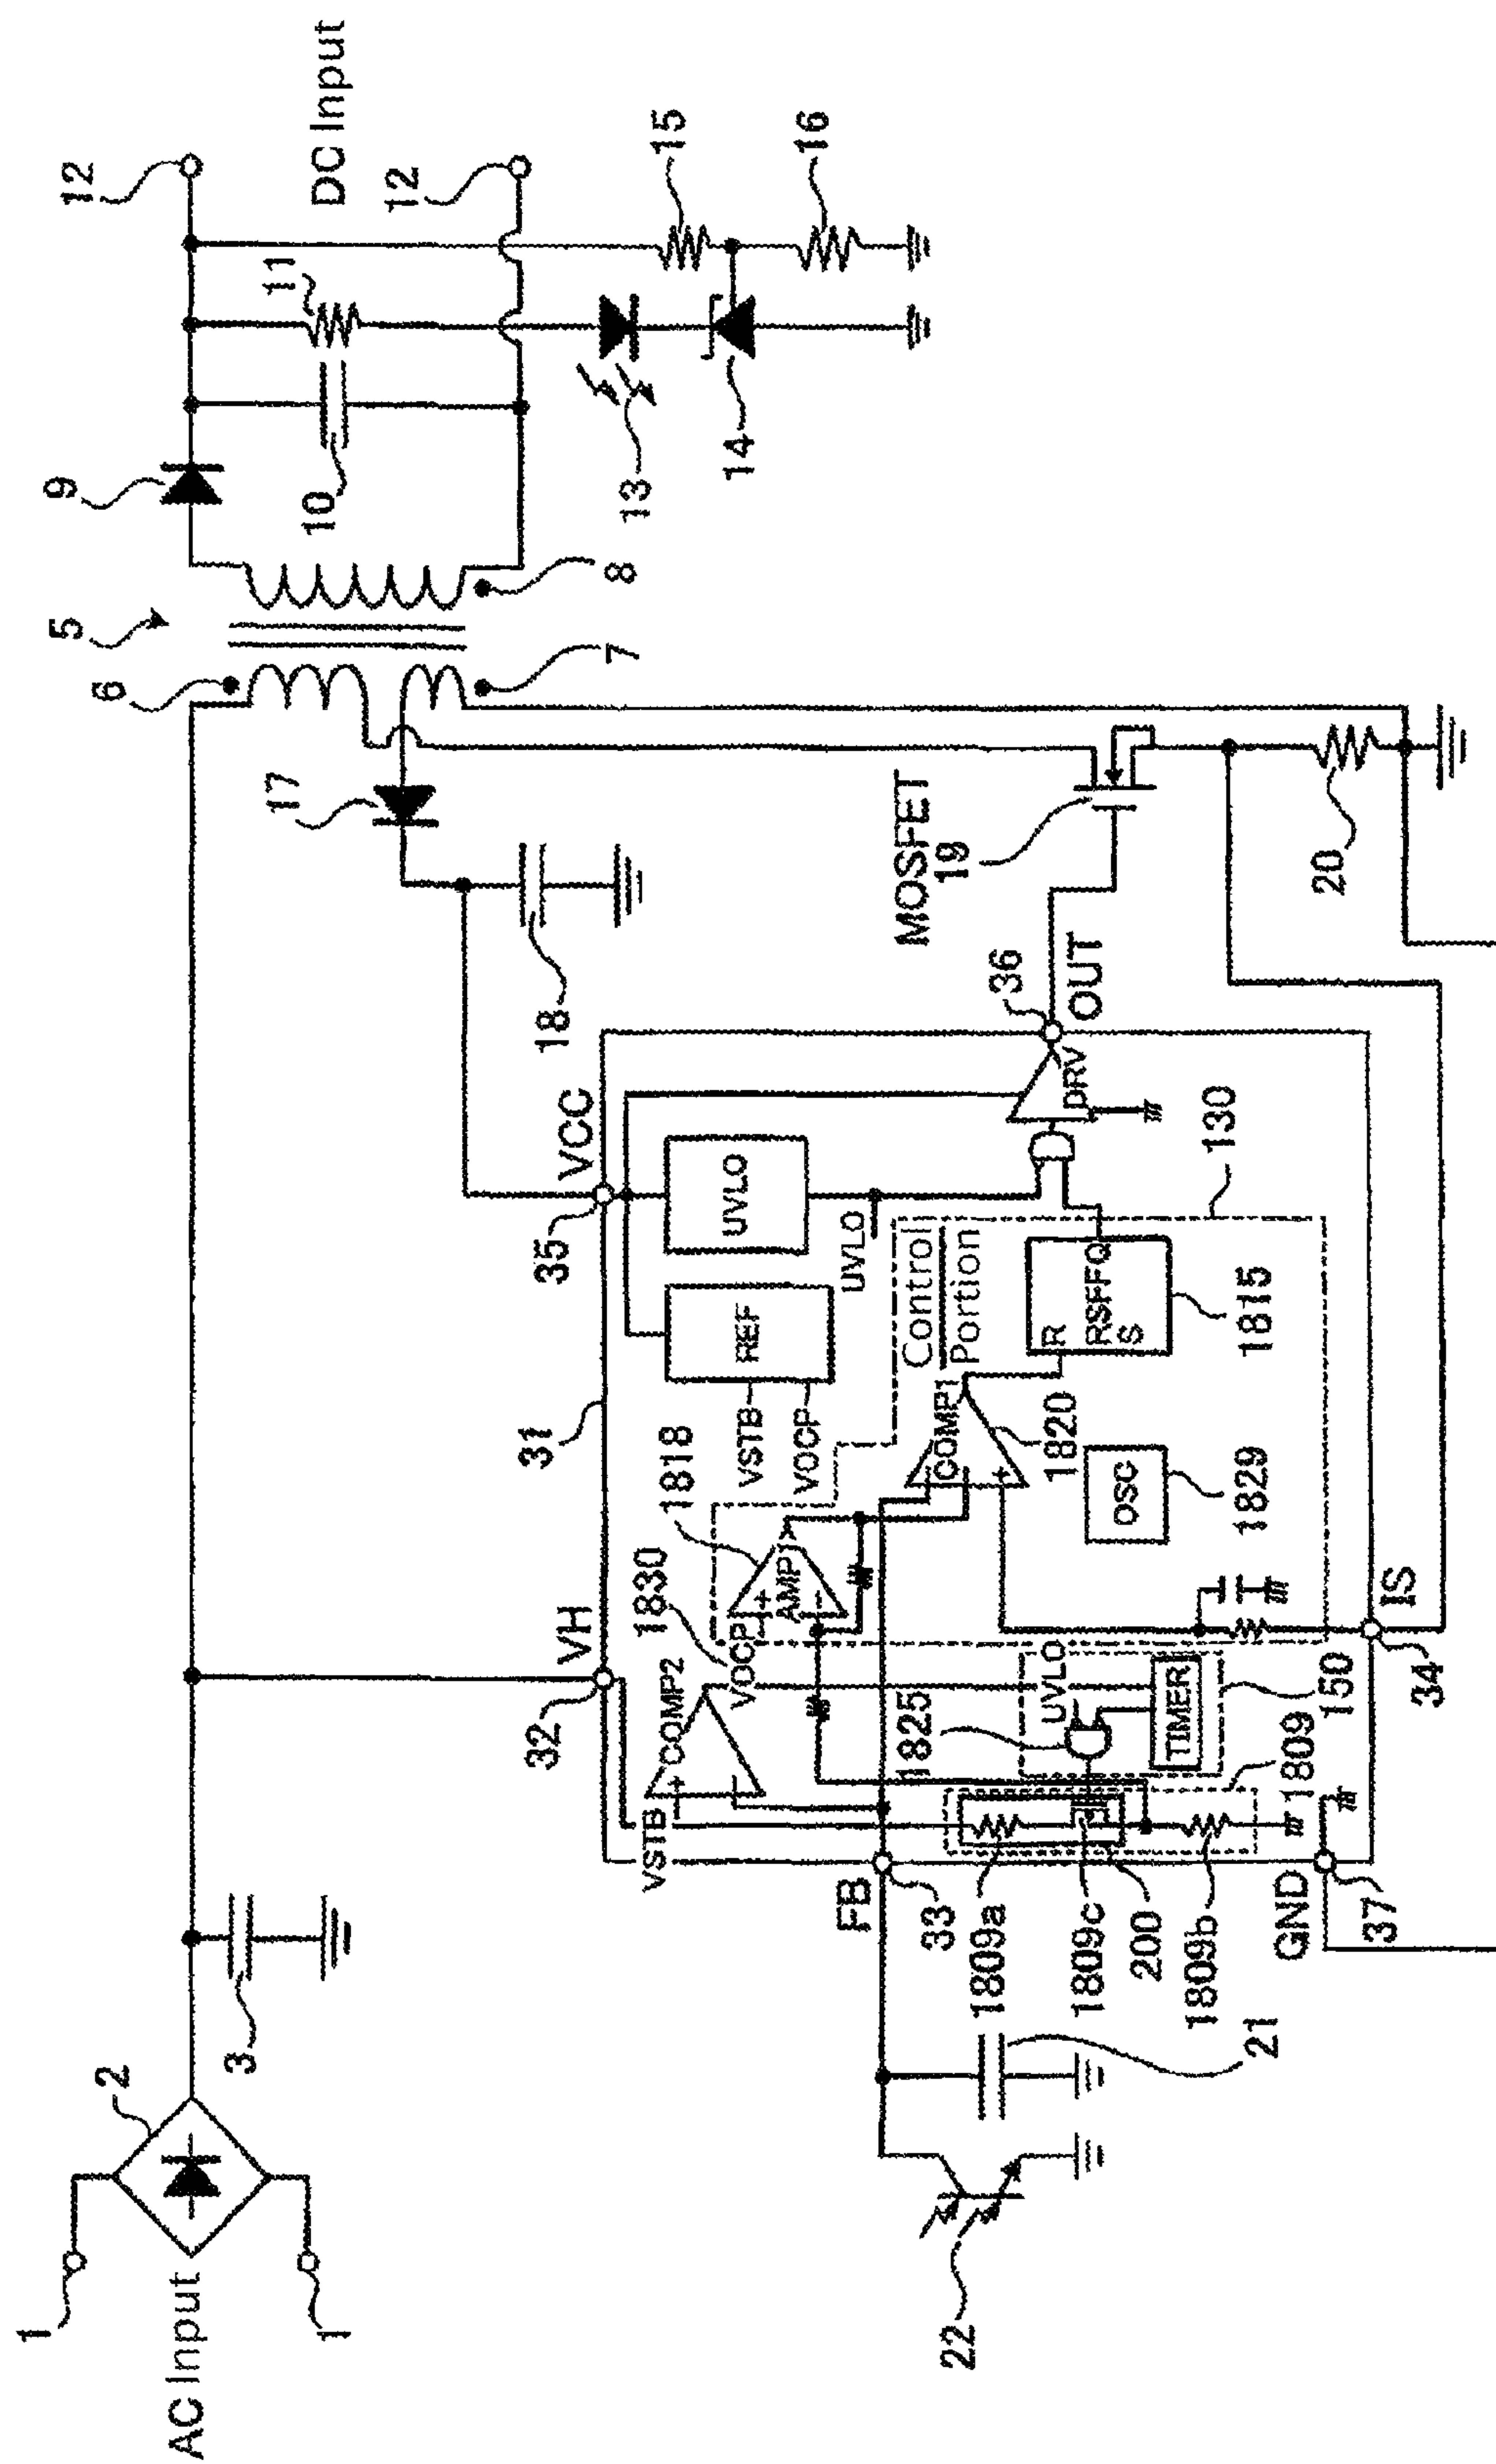 AC Input
1
1
2
3
5
6
7
8
9
10
11
12
DC Input
12
13
14
15
16
17
18
MOSFET
19
20
VH
32
31
35
VCC
36
OUT
VSTB
COMP2
1830
VOCP
1818
AMP1
VSTB
VOCP
REF
UVLO
UVLO
Control
Portion
COMP1
1820
R
RSFFQ
S
1815
DRV
130
OSC
1829
1825
UVLO
TIMER
150
1809
IS
34
FB
33
1809a
1809c
200
1809b
GND
37
21
22